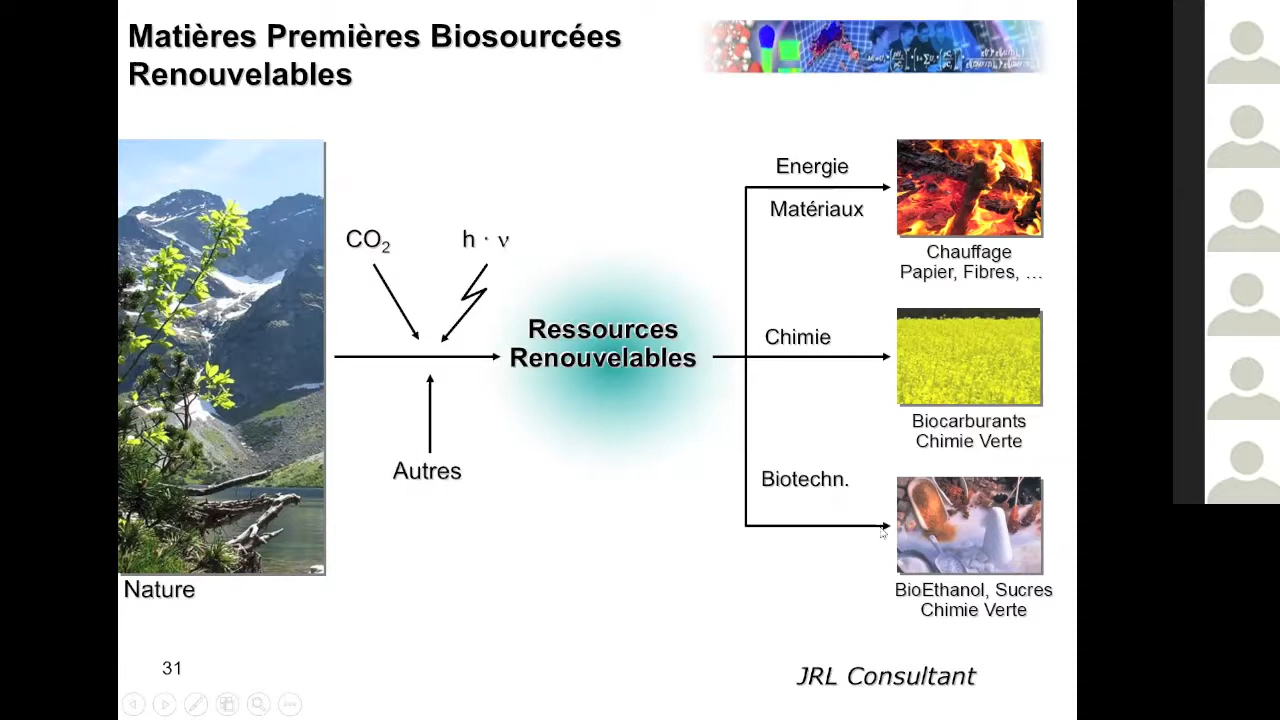 Matières Premières Biosourcées
Renouvelables
CO2
h · ν
Ressources
Renouvelables
Autres
Nature
Energie
Matériaux
Chauffage
Papier, Fibres, …
Chimie
Biocarburants
Chimie Verte
Biotechn.
BioEthanol, Sucres
Chimie Verte
31
JRL Consultant